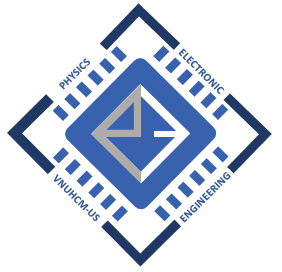 PHYSICS
ELECTRONIC
VNUHCM-US
ENGINEERING